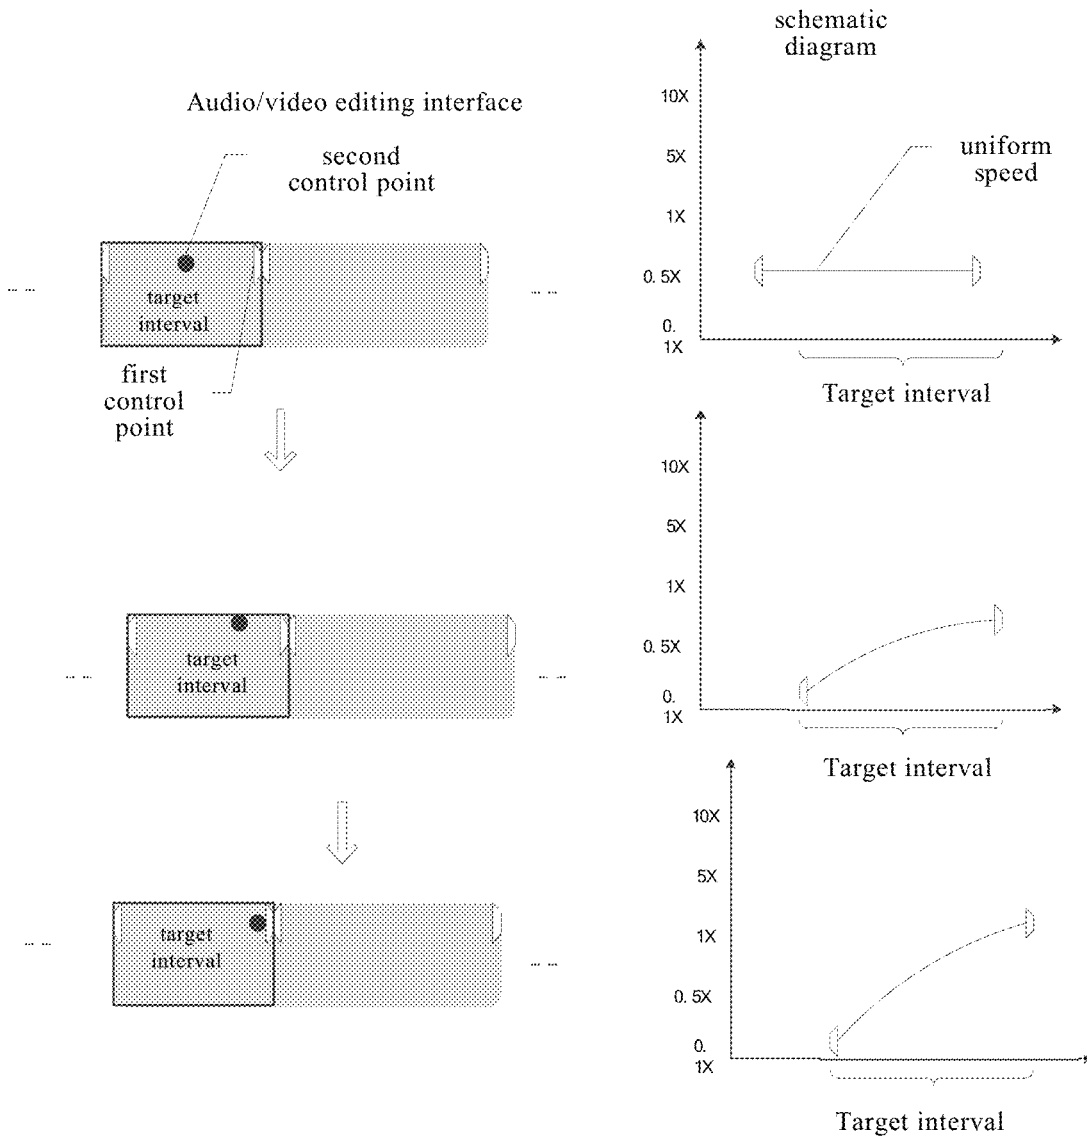 schematic
diagram
Audio/video editing interface
second
control point
target
interval
first
control
point
10X
5X
1X
0. 5X
0.
1X
uniform
speed
Target interval
target
interval
10X
5X
1X
0. 5X
0.
1X
Target interval
target
interval
10X
5X
1X
0. 5X
0.
1X
Target interval